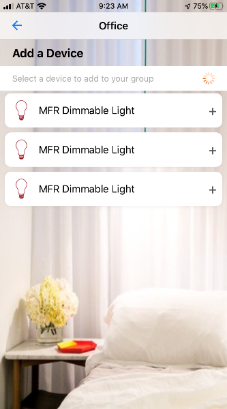 AT&T 9:23 AM 75%
Office
Add a Device
Select a device to add to your group
MFR Dimmable Light +
MFR Dimmable Light +
MFR Dimmable Light +